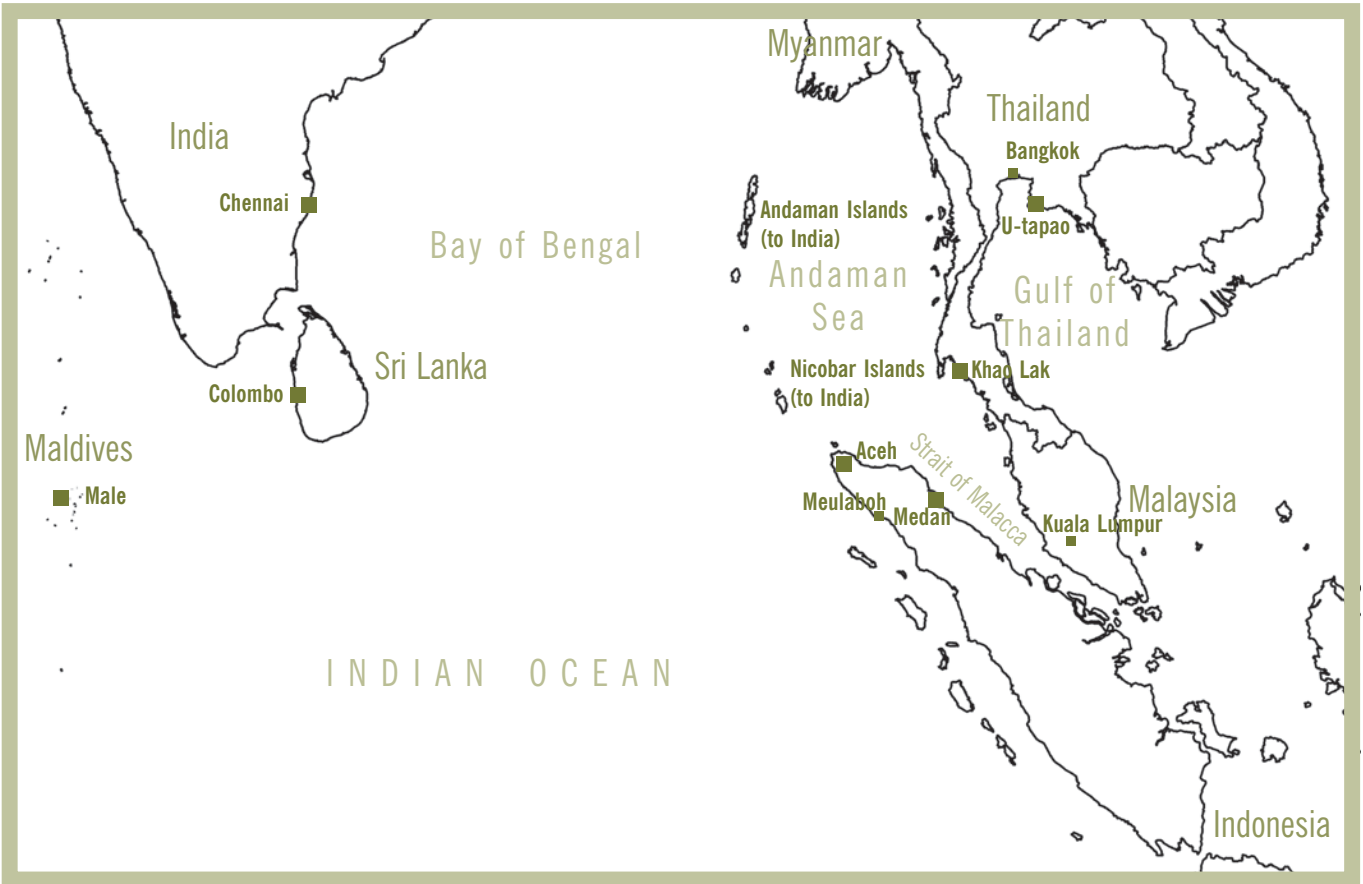 Myanmar
Thailand
India
Bangkok
Chennai
Andaman Islands
(to India)
U-tapao
Bay of Bengal
Andaman
Sea
Gulf of
Thailand
Sri Lanka
Nicobar Islands
(to India)
Khao Lak
Colombo
Maldives
Aceh
Strait of Malacca
Male
Meulaboh
Medan
Malaysia
Kuala Lumpur
INDIAN OCEAN
Indonesia